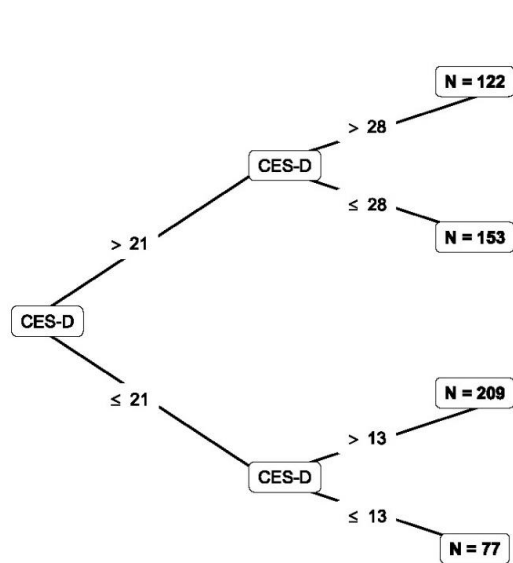 N = 122
> 28
CES-D
≤ 28
N = 153
> 21
CES-D
≤ 21
N = 209
> 13
CES-D
≤ 13
N = 77